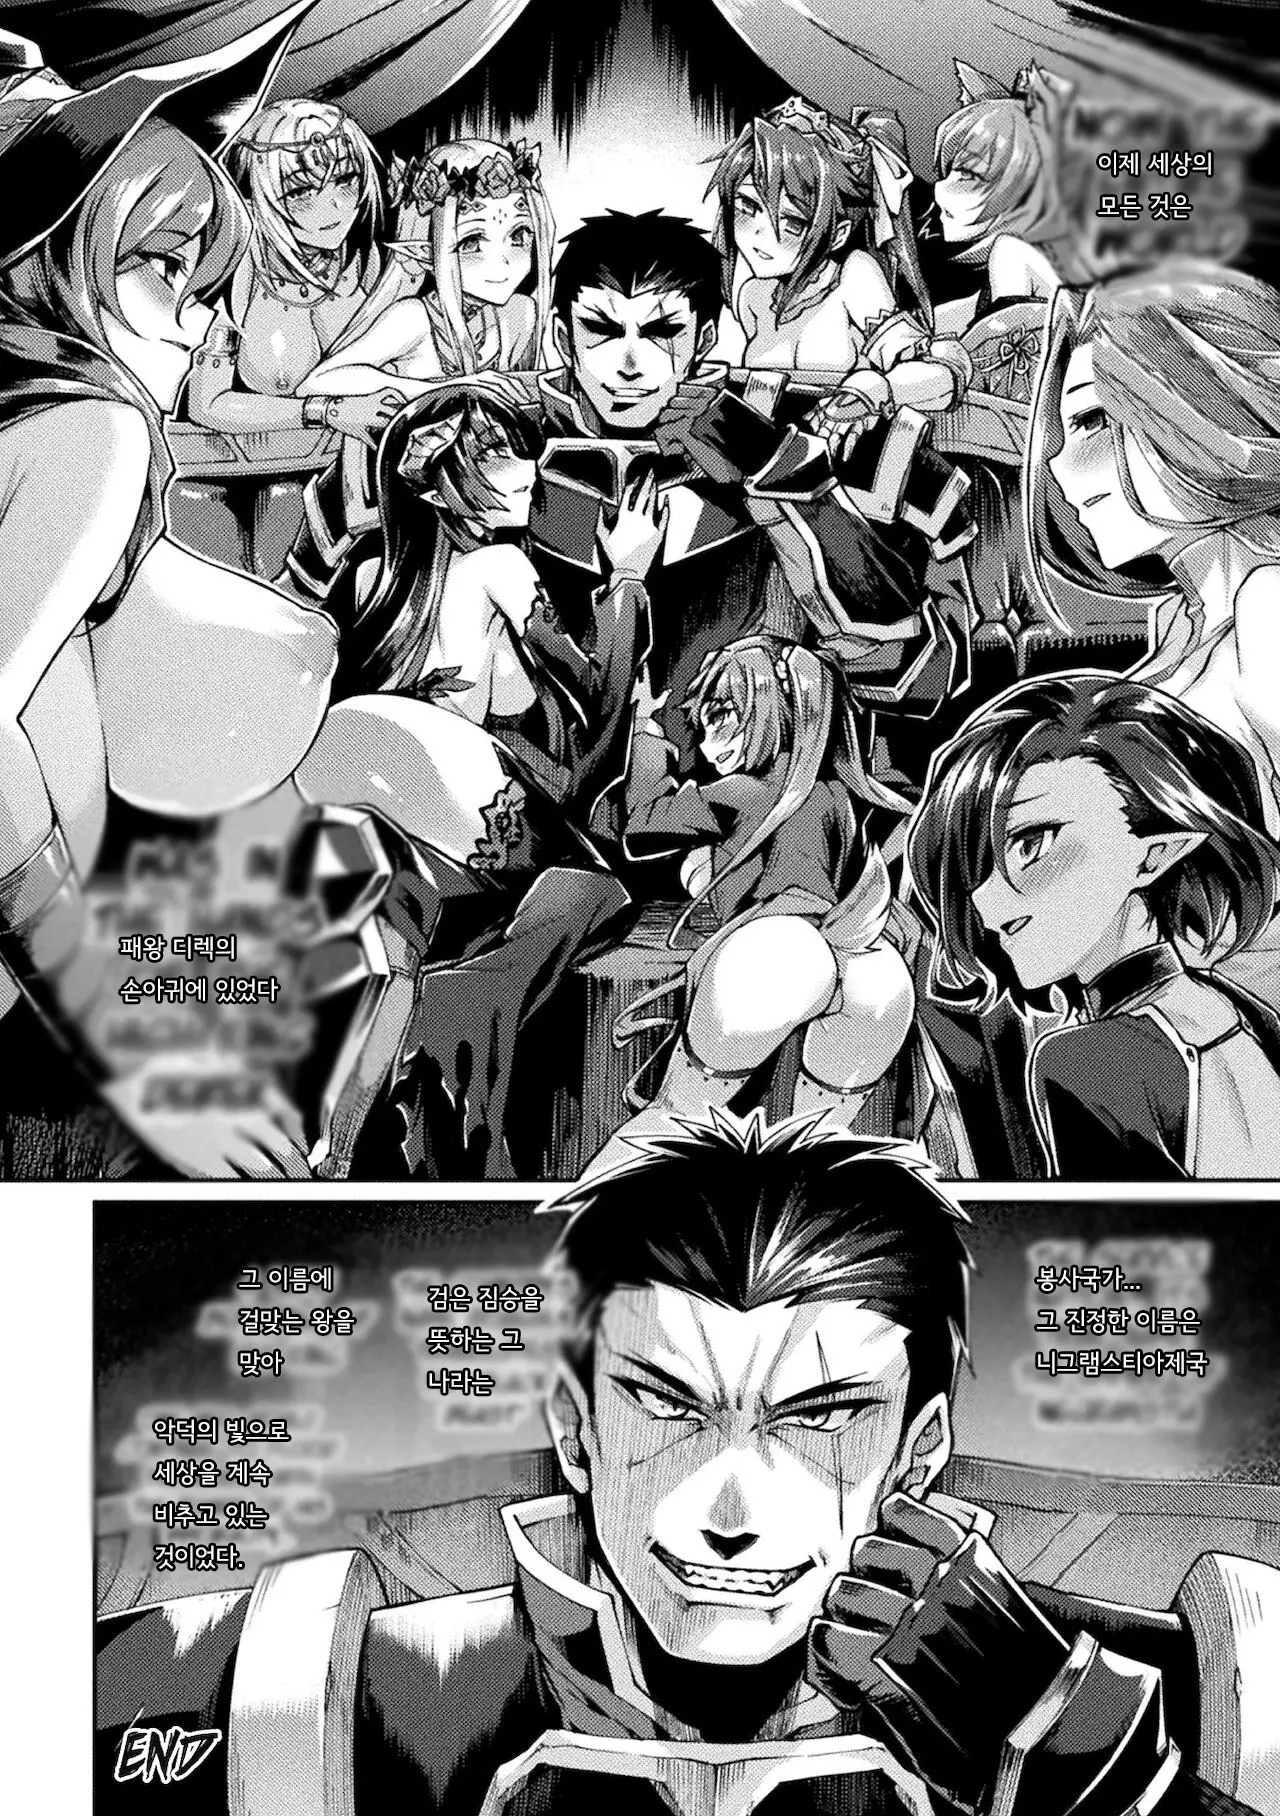 이제 세상의
모든 것은
패왕 디렉의
손아귀에 있었다
봉사국가...
그 진정한 이름은
니그램스티아제국
검은 짐승을
뜻하는 그
나라는
그 이름에
걸맞는 왕을
맞아
악덕의 빛으로
세상을 계속
비추고 있는
것이었다.
END